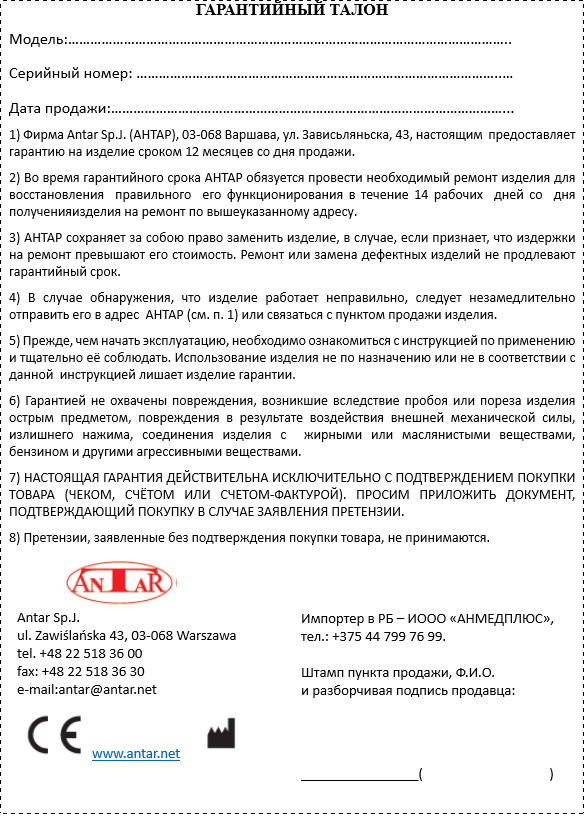 ГАРАНТИЙНЫЙ ТАЛОН
Модель:………………………………………………………………………………………………………..
Серийный номер: ……………………………………………………………………………………..…
Дата продажи:………………………………………………………………………………………………...
1) Фирма Antar Sp.J. (АНТАР), 03-068 Варшава, ул. Зависьляньска, 43, настоящим предоставляет
гарантию на изделие сроком 12 месяцев со дня продажи.
2) Во время гарантийного срока АНТАР обязуется провести необходимый ремонт изделия для
восстановления правильного его функционирования в течение 14 рабочих дней со дня
полученияизделия на ремонт по вышеуказанному адресу.
3) АНТАР сохраняет за собою право заменить изделие, в случае, если признает, что издержки
на ремонт превышают его стоимость. Ремонт или замена дефектных изделий не продлевают
гарантийный срок.
4) В случае обнаружения, что изделие работает неправильно, следует незамедлительно
отправить его в адрес АНТАР (см. п. 1) или связаться с пунктом продажи изделия.
5) Прежде, чем начать эксплуатацию, необходимо ознакомиться с инструкцией по применению
и тщательно её соблюдать. Использование изделия не по назначению или не в соответствии с
данной инструкцией лишает изделие гарантии.
6) Гарантией не охвачены повреждения, возникшие вследствие пробоя или пореза изделия
острым предметом, повреждения в результате воздействия внешней механической силы,
излишнего нажима, соединения изделия с жирными или маслянистыми веществами,
бензином и другими агрессивными веществами.
7) НАСТОЯЩАЯ ГАРАНТИЯ ДЕЙСТВИТЕЛЬНА ИСКЛЮЧИТЕЛЬНО С ПОДТВЕРЖДЕНИЕМ ПОКУПКИ
ТОВАРА (ЧЕКОМ, СЧЁТОМ ИЛИ СЧЕТОМ-ФАКТУРОЙ). ПРОСИМ ПРИЛОЖИТЬ ДОКУМЕНТ,
ПОДТВЕРЖДАЮЩИЙ ПОКУПКУ В СЛУЧАЕ ЗАЯВЛЕНИЯ ПРЕТЕНЗИИ.
8) Претензии, заявленные без подтверждения покупки товара, не принимаются.
ANTAR
Antar Sp.J.
ul. Zawiślańska 43, 03-068 Warszawa
tel. +48 22 518 36 00
fax: +48 22 518 36 30
e-mail:antar@antar.net
CE www.antar.net
Импортер в РБ – ИООО «АНМЕДПЛЮС»,
тел.: +375 44 799 76 99.
Штамп пункта продажи, Ф.И.О.
и разборчивая подпись продавца:
_________________( )